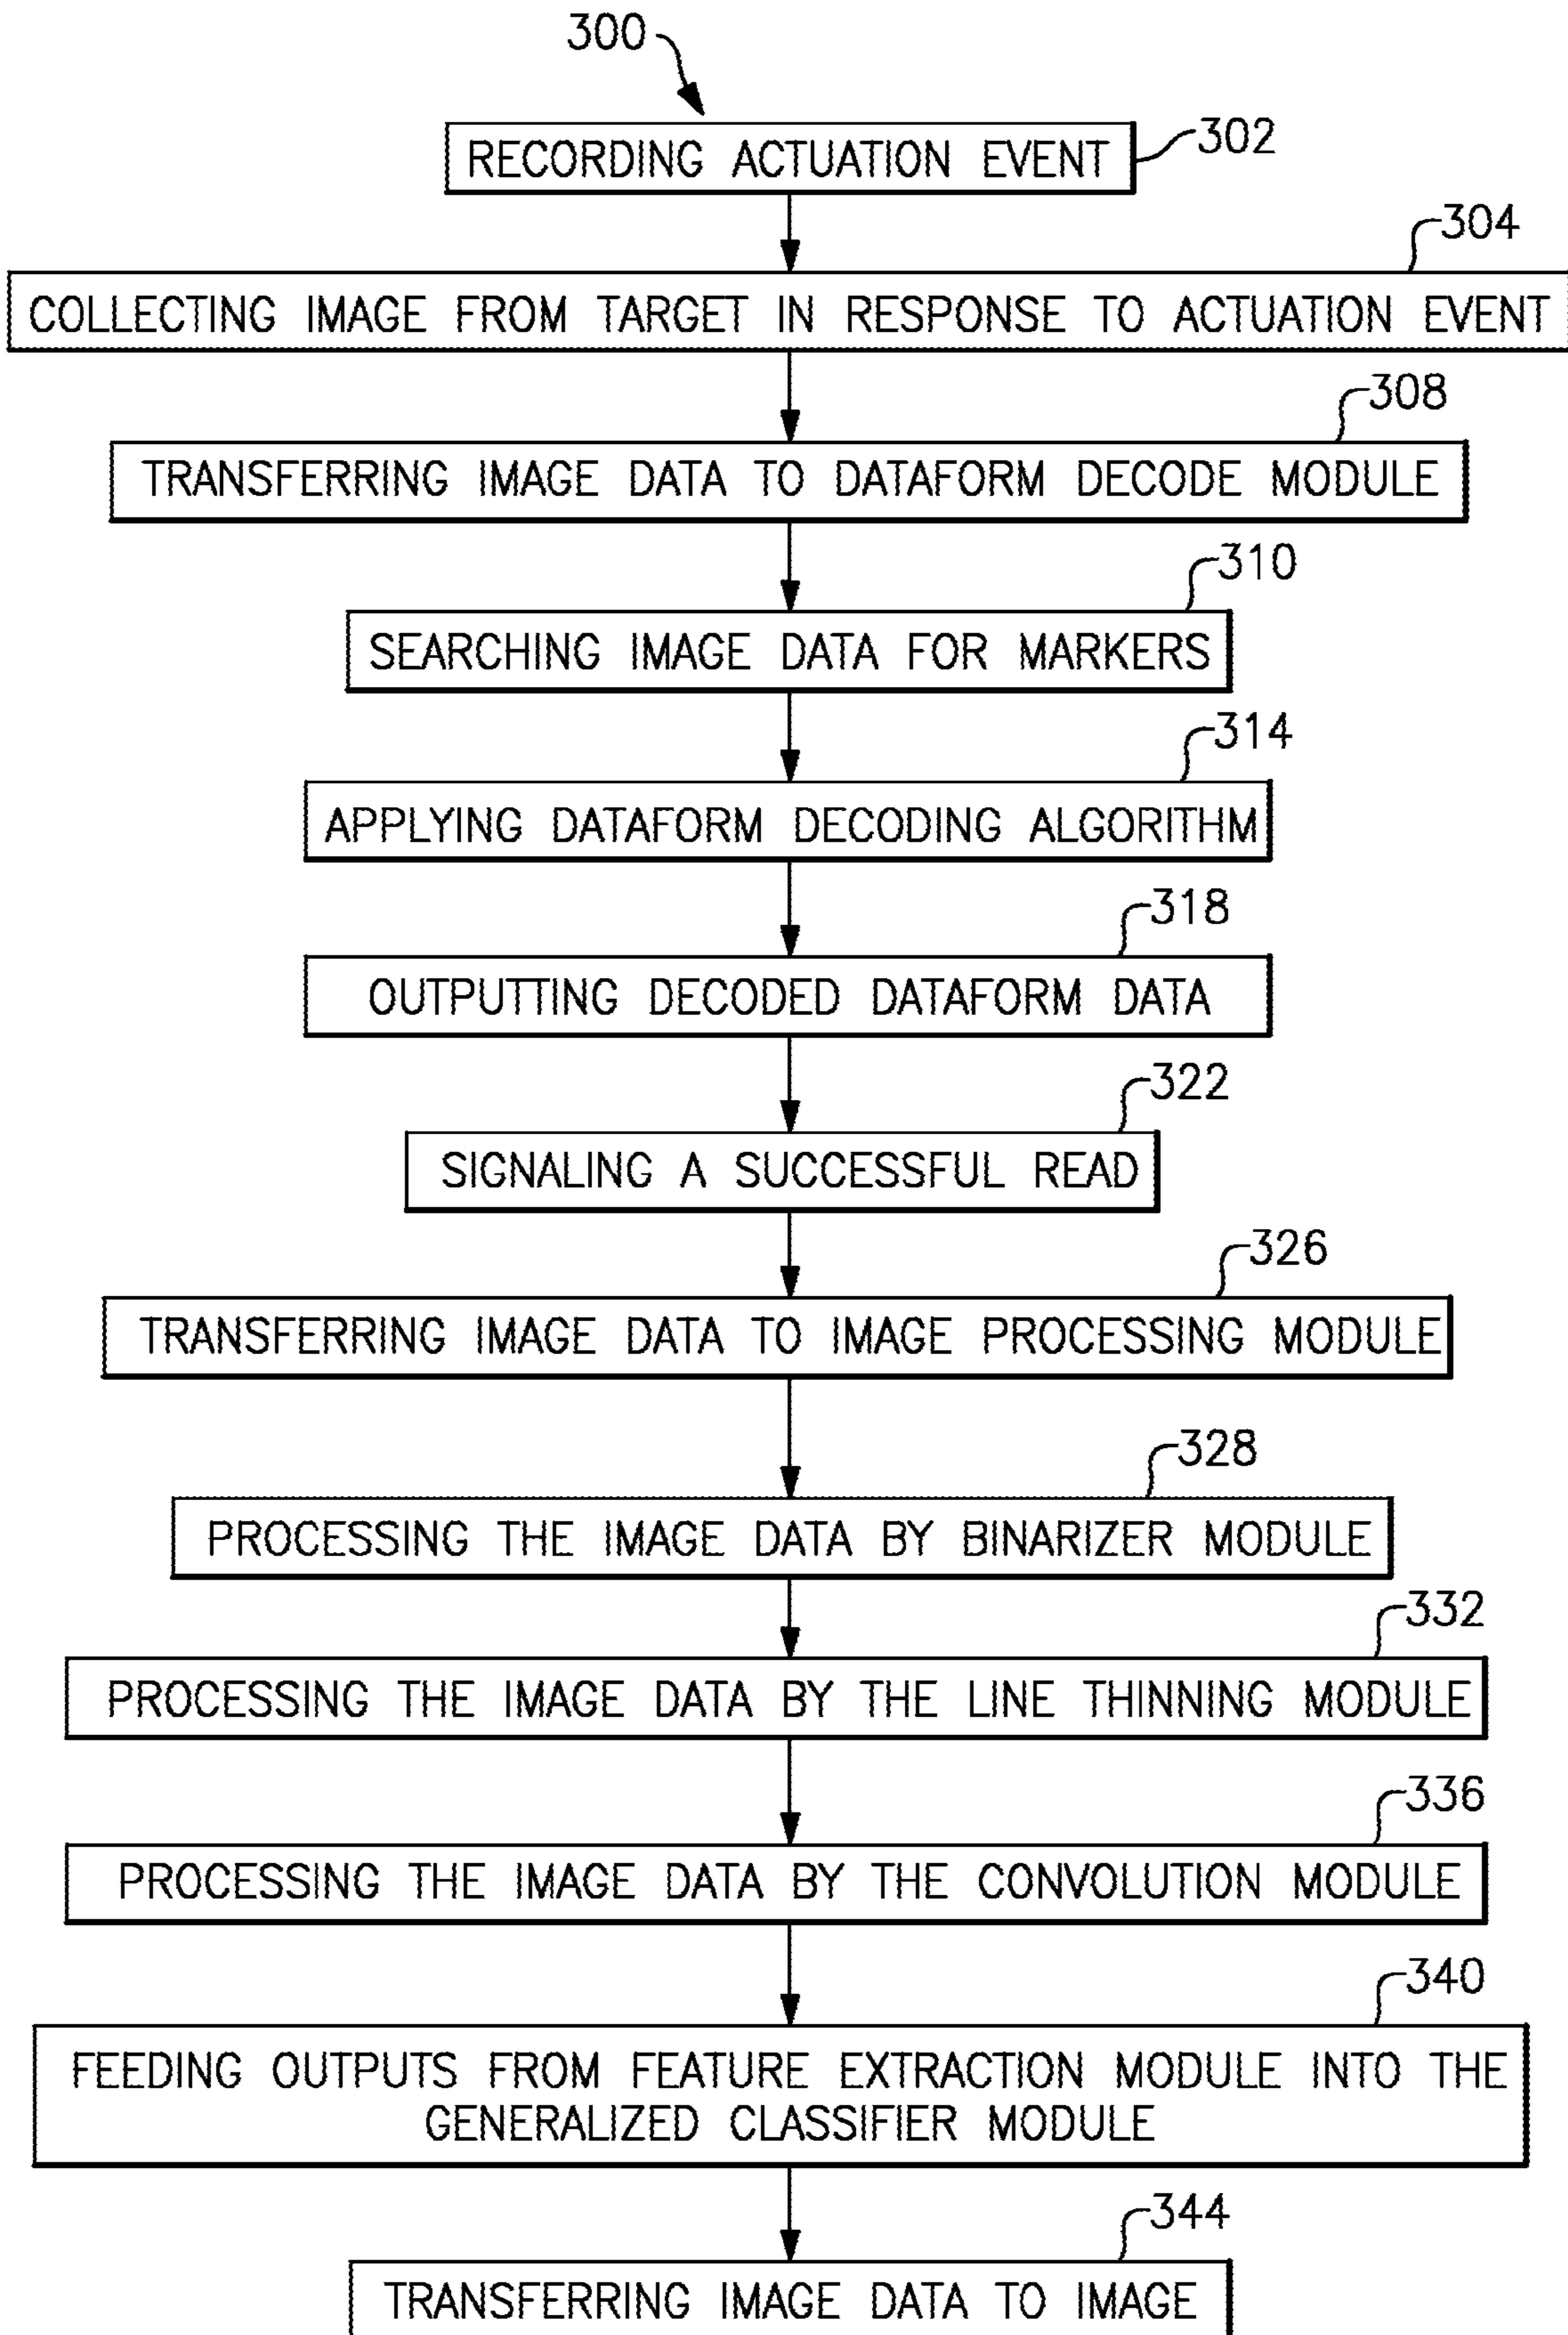 300
RECORDING ACTUATION EVENT
302
304
COLLECTING IMAGE FROM TARGET IN RESPONSE TO ACTUATION EVENT
308
TRANSFERRING IMAGE DATA TO DATAFORM DECODE MODULE
310
SEARCHING IMAGE DATA FOR MARKERS
314
APPLYING DATAFORM DECODING ALGORITHM
318
OUTPUTTING DECODED DATAFORM DATA
322
SIGNALING A SUCCESSFUL READ
326
TRANSFERRING IMAGE DATA TO IMAGE PROCESSING MODULE
328
PROCESSING THE IMAGE DATA BY BINARIZER MODULE
332
PROCESSING THE IMAGE DATA BY THE LINE THINNING MODULE
336
PROCESSING THE IMAGE DATA BY THE CONVOLUTION MODULE
340
FEEDING OUTPUTS FROM FEATURE EXTRACTION MODULE INTO THE
GENERALIZED CLASSIFIER MODULE
344
TRANSFERRING IMAGE DATA TO IMAGE